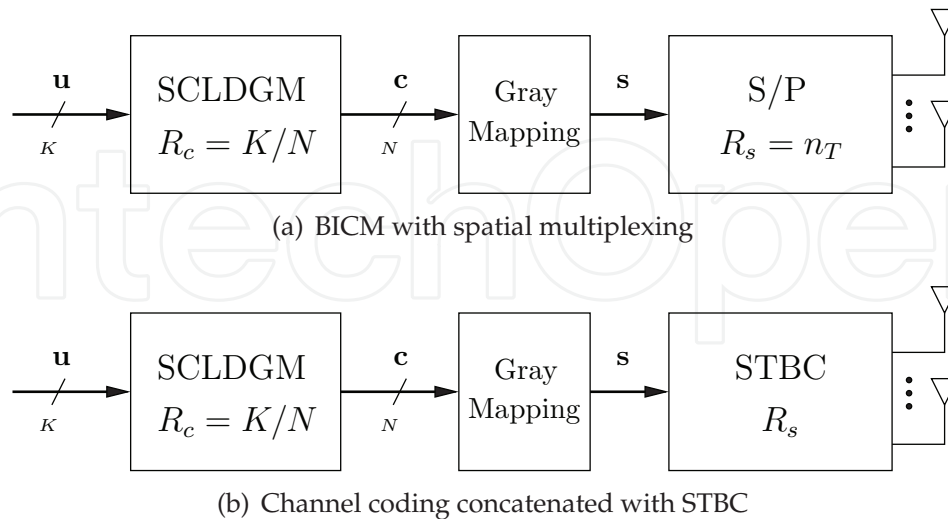 u c s
SCLDGM Gray S/P
K R_c = K/N N Mapping R_s = n_T
(a) BICM with spatial multiplexing
u c s
SCLDGM Gray STBC
K R_c = K/N N Mapping R_s
(b) Channel coding concatenated with STBC
ntechOpen